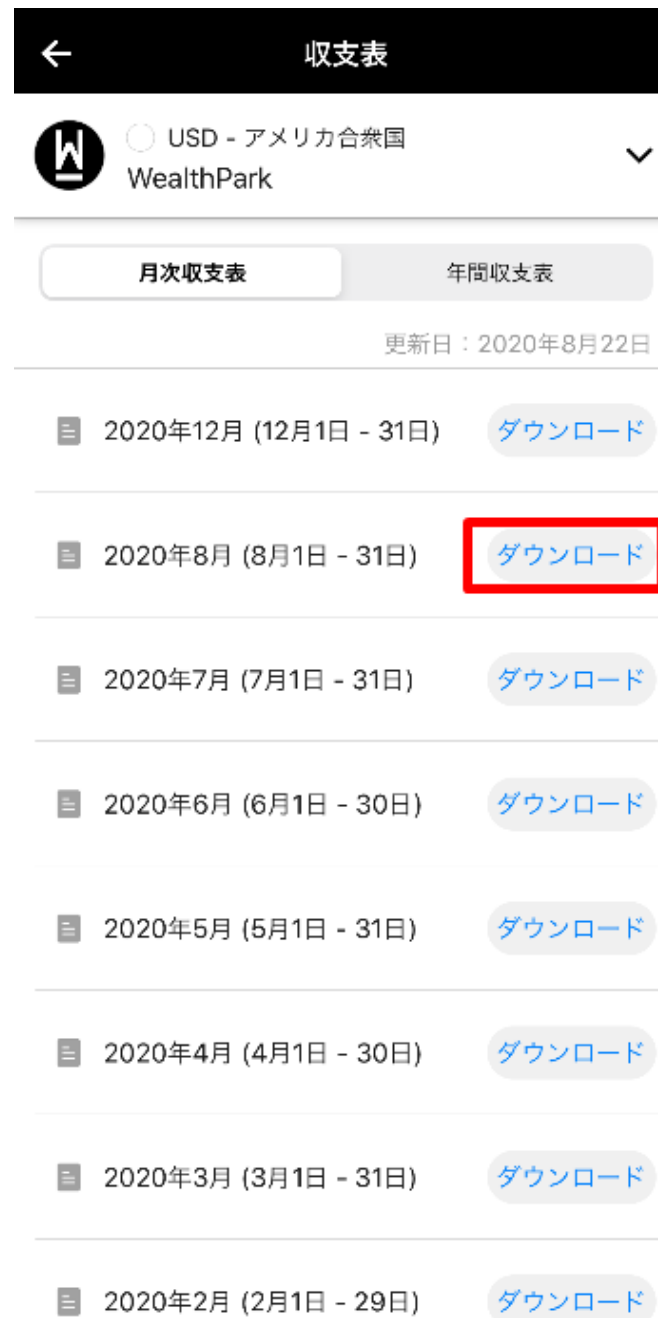 収支表
USD - アメリカ合衆国
WealthPark
月次収支表 年間収支表
更新日：2020年8月22日
2020年12月 (12月1日 - 31日) ダウンロード
2020年8月 (8月1日 - 31日) ダウンロード
2020年7月 (7月1日 - 31日) ダウンロード
2020年6月 (6月1日 - 30日) ダウンロード
2020年5月 (5月1日 - 31日) ダウンロード
2020年4月 (4月1日 - 30日) ダウンロード
2020年3月 (3月1日 - 31日) ダウンロード
2020年2月 (2月1日 - 29日) ダウンロード